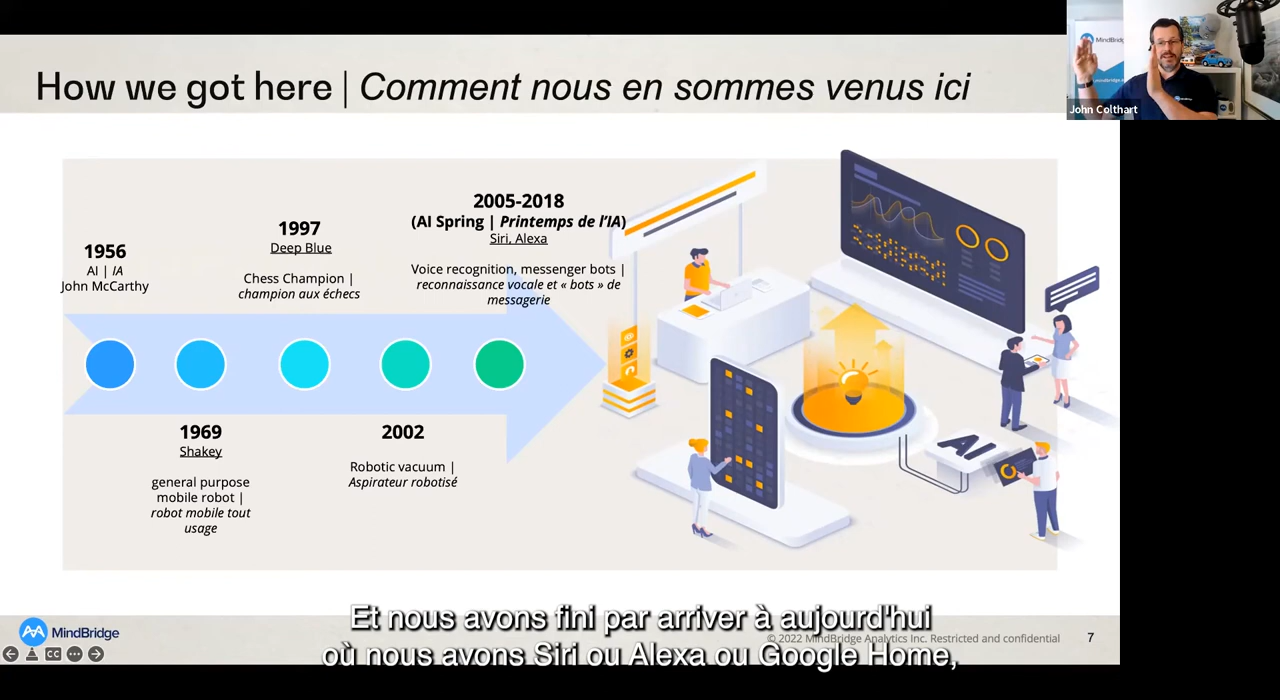 How we got here | Comment nous en sommes venus ici
MindBridge
John Colthart
1956
AI | IA
John McCarthy
1997
Deep Blue
Chess Champion |
champion aux échecs
2005-2018
(AI Spring | Printemps de l'IA)
Siri, Alexa
Voice recognition, messenger bots |
reconnaissance vocale et « bots » de
messagerie
1969
Shakey
general purpose
mobile robot |
robot mobile tout
usage
2002
Robotic vacuum |
Aspirateur robotisé
AI
Et nous avons fini par arriver à aujourd'hui
où nous avons Siri ou Alexa ou Google Home,
MindBridge
© 2022 MindBridge Analytics Inc. Restricted and confidential
7
CC